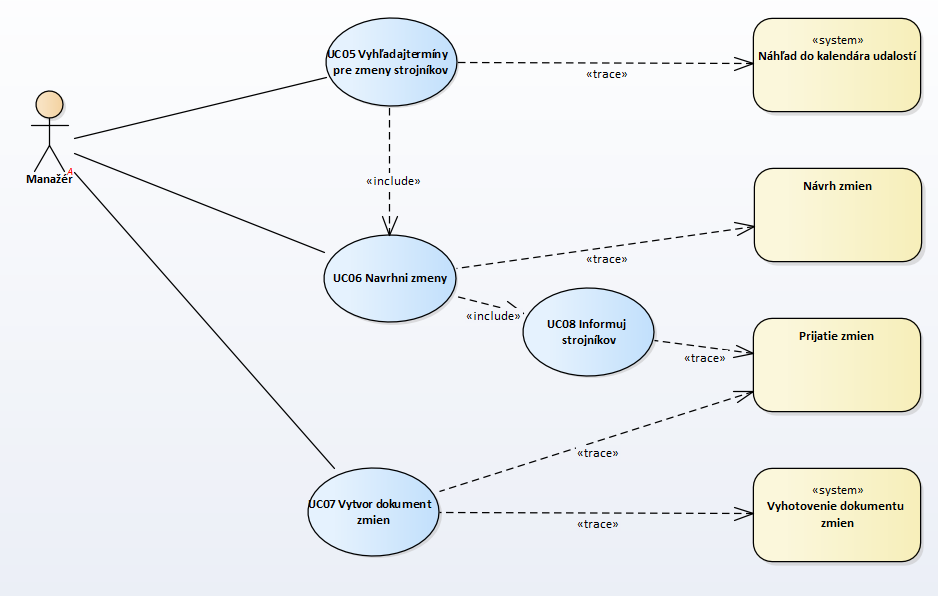 UC05 Vyhľadajtermíny
pre zmeny strojníkov
«system»
Náhľad do kalendára udalostí
«trace»
Manažér
«include»
Návrh zmien
«trace»
UC06 Navrhni zmeny
«include»
UC08 Informuj
strojníkov
Prijatie zmien
«trace»
«trace»
UC07 Vytvor dokument
zmien
«system»
Vyhotovenie dokumentu
zmien
«trace»